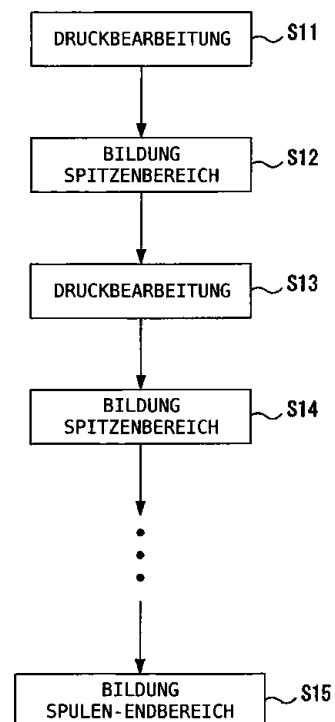 DRUCKBEARBEITUNG
S11
BILDUNG
SPITZENBEREICH
S12
DRUCKBEARBEITUNG
S13
BILDUNG
SPITZENBEREICH
S14
BILDUNG
SPULEN-ENDBEREICH
S15